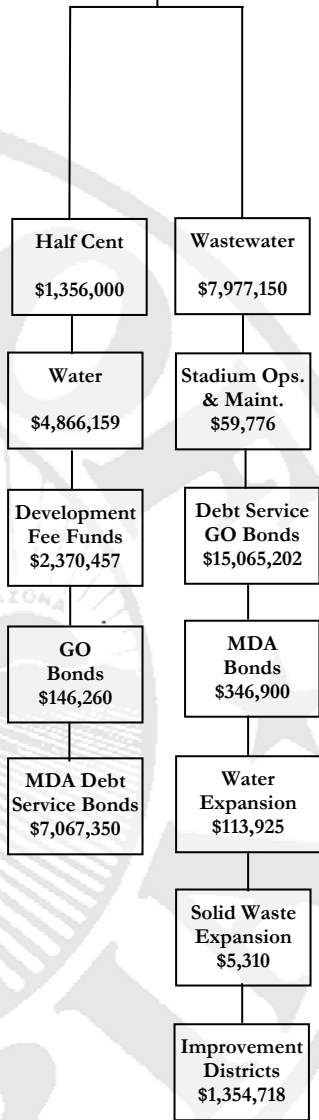 Half Cent
$1,356,000
Water
$4,866,159
Development
Fee Funds
$2,370,457
GO
Bonds
$146,260
MDA Debt
Service Bonds
$7,067,350
Wastewater
$7,977,150
Stadium Ops.
& Maint.
$59,776
Debt Service
GO Bonds
$15,065,202
MDA
Bonds
$346,900
Water
Expansion
$113,925
Solid Waste
Expansion
$5,310
Improvement
Districts
$1,354,718